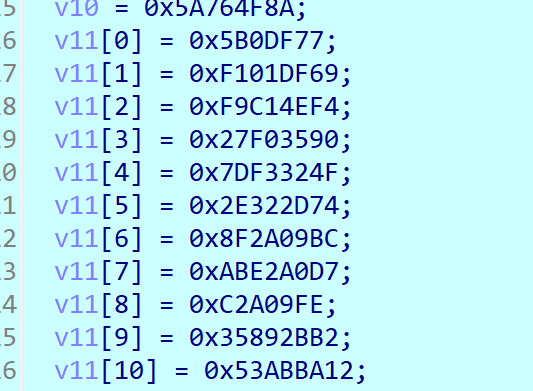 5 v10 = 0x5A764F8A;
6 v11[0] = 0x5B0DF77;
7 v11[1] = 0xF101DF69;
8 v11[2] = 0xF9C14EF4;
9 v11[3] = 0x27F03590;
0 v11[4] = 0x7DF3324F;
1 v11[5] = 0x2E322D74;
2 v11[6] = 0x8F2A09BC;
3 v11[7] = 0xABE2A0D7;
4 v11[8] = 0xC2A09FE;
5 v11[9] = 0x35892BB2;
6 v11[10] = 0x53ABBA12;